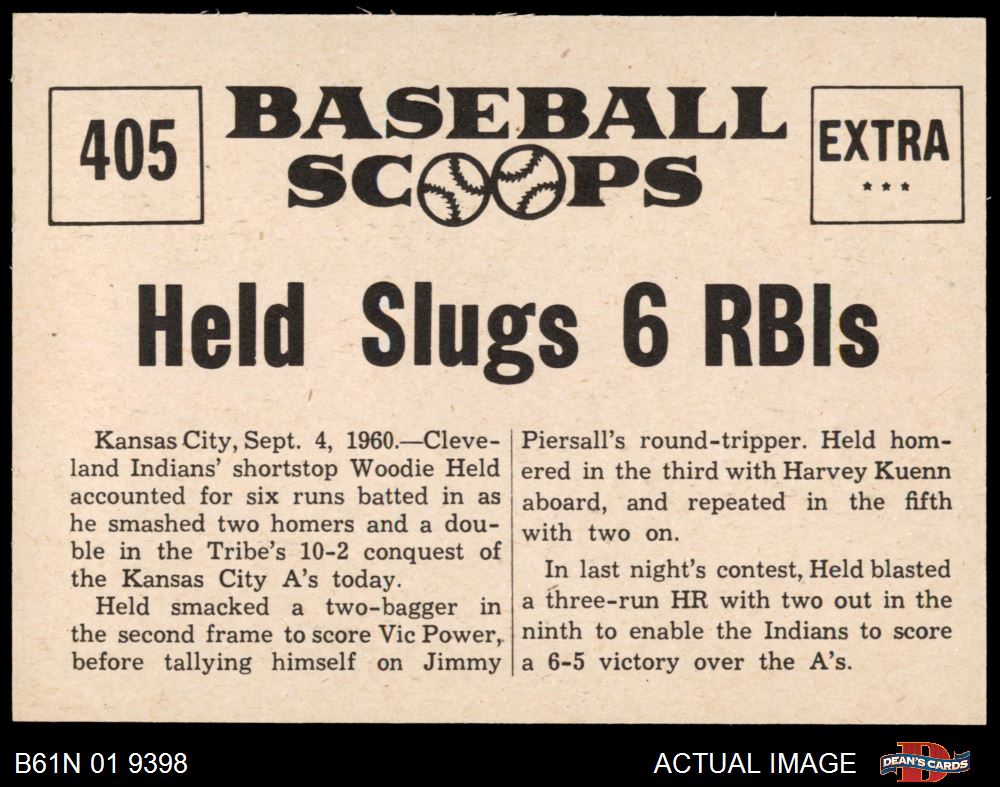 405
BASEBALL
SCOOPS
EXTRA
Held Slugs 6 RBIs
Kansas City, Sept. 4, 1960.—Cleve-
land Indians' shortstop Woodie Held
accounted for six runs batted in as
he smashed two homers and a dou-
ble in the Tribe's 10-2 conquest of
the Kansas City A's today.
Held smacked a two-bagger in
the second frame to score Vic Power,
before tallying himself on Jimmy
Piersall's round-tripper. Held hom-
ered in the third with Harvey Kuenn
aboard, and repeated in the fifth
with two on.
In last night's contest, Held blasted
a three-run HR with two out in the
ninth to enable the Indians to score
a 6-5 victory over the A's.
B61N 01 9398
ACTUAL IMAGE
DEAN'S CARDS